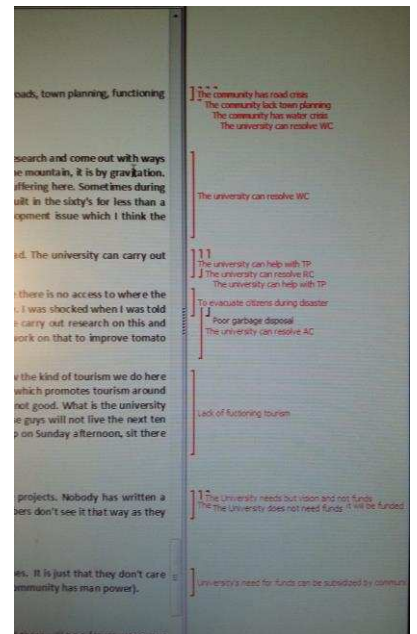 oads, town planning, functioning
The community has road crisis
The community lack town planning
The community has water crisis
The university can resolve WC
esearch and come out with ways
ne mountain, it is by gravitation.
uffering here. Sometimes during
uilt in the sixty's for less than a
opment issue which I think the
The university can resolve WC
ed. The university can carry out
The university can help with TP
The university can resolve RC
The university can help with TP
there is no access to where the
. I was shocked when I was told
carry out research on this and
ork on that to improve tomato
To evacuate citizens during disaster
Poor garbage disposal
The university can resolve AC
the kind of tourism we do here
which promotes tourism around
not good. What is the university
e guys will not live the next ten
on Sunday afternoon, sit there
Lack of fuctioning tourism
projects. Nobody has written a
bers don't see it that way as they
The University needs but vision and not funds
The The University does not need funds it will be funded
es. It is just that they don't care
ommunity has man power).
University's need for funds can be subsidized by communi